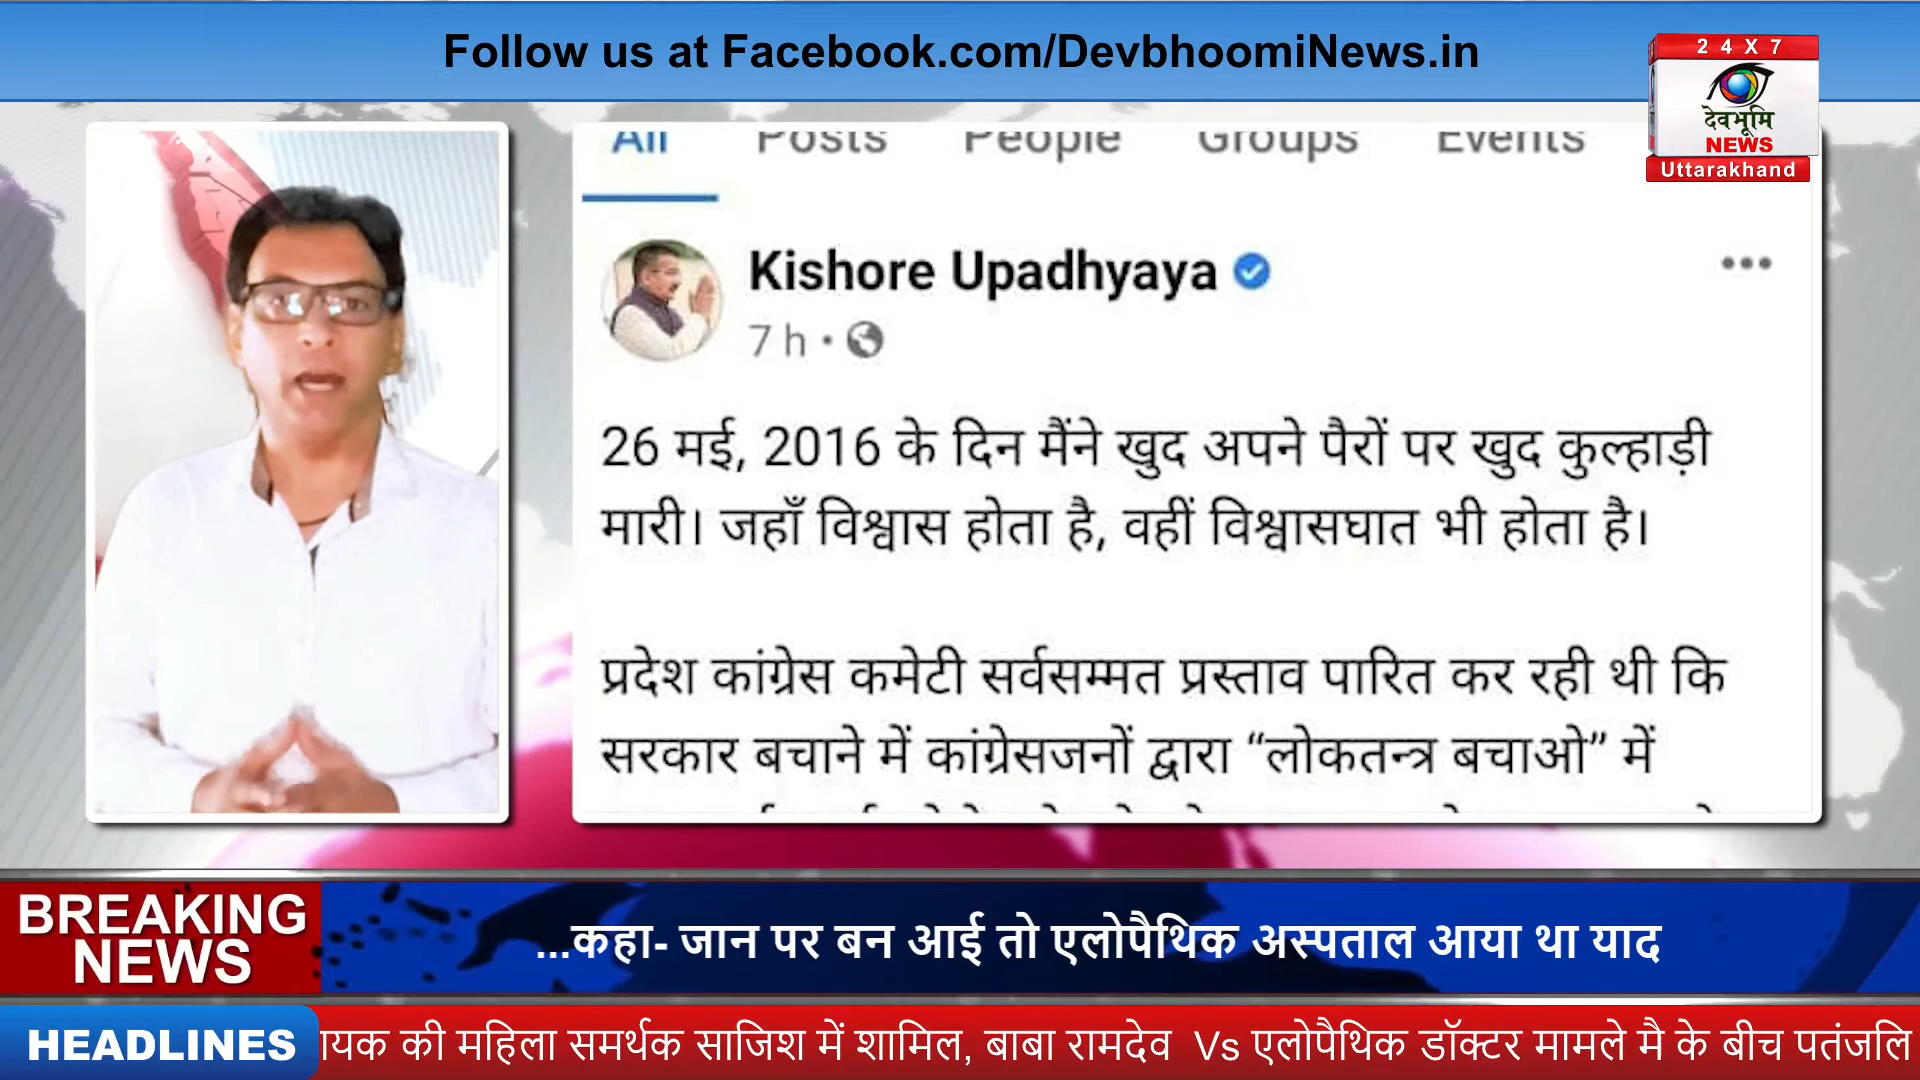 Follow us at Facebook.com/DevbhoomiNews.in
24X7
देवभूमि
NEWS
Uttarakhand
All Posts People Groups Events
Kishore Upadhyaya
7 h
26 मई, 2016 के दिन मैंने खुद अपने पैरों पर खुद कुल्हाड़ी
मारी। जहाँ विश्वास होता है, वहीं विश्वासघात भी होता है।
प्रदेश कांग्रेस कमेटी सर्वसम्मत प्रस्ताव पारित कर रही थी कि
सरकार बचाने में कांग्रेसजनों द्वारा “लोकतन्त्र बचाओ” में
BREAKING
NEWS
...कहा- जान पर बन आई तो एलोपैथिक अस्पताल आया था याद
HEADLINES
यक की महिला समर्थक साजिश में शामिल, बाबा रामदेव Vs एलोपैथिक डॉक्टर मामले मै के बीच पतंजलि